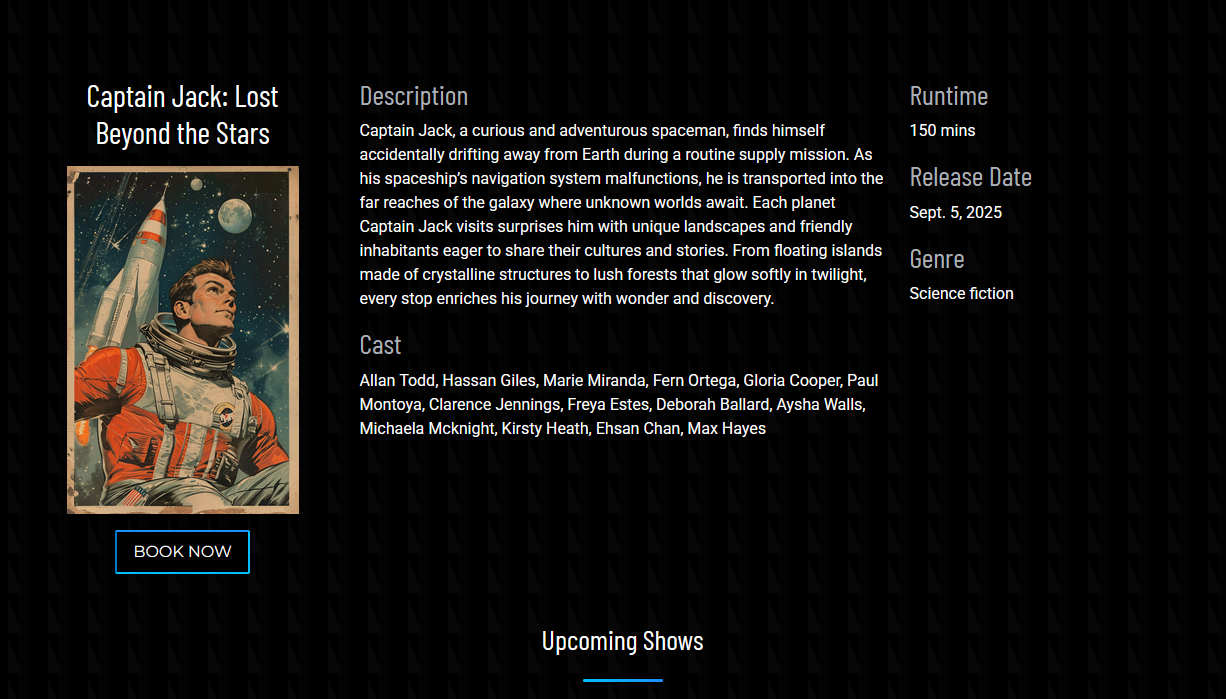 Captain Jack: Lost
Beyond the Stars
BOOK NOW
Description
Captain Jack, a curious and adventurous spaceman, finds himself
accidentally drifting away from Earth during a routine supply mission. As
his spaceship’s navigation system malfunctions, he is transported into the
far reaches of the galaxy where unknown worlds await. Each planet
Captain Jack visits surprises him with unique landscapes and friendly
inhabitants eager to share their cultures and stories. From floating islands
made of crystalline structures to lush forests that glow softly in twilight,
every stop enriches his journey with wonder and discovery.
Cast
Allan Todd, Hassan Giles, Marie Miranda, Fern Ortega, Gloria Cooper, Paul
Montoya, Clarence Jennings, Freya Estes, Deborah Ballard, Aysha Walls,
Michaela Mcknight, Kirsty Heath, Ehsan Chan, Max Hayes
Runtime
150 mins
Release Date
Sept. 5, 2025
Genre
Science fiction
Upcoming Shows